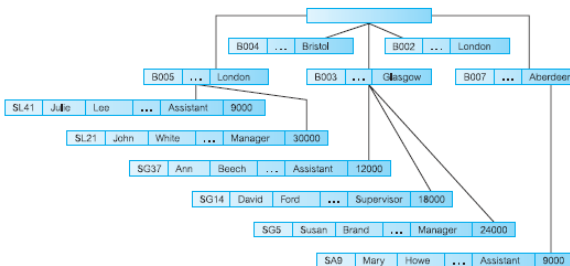 B004 ... Bristol B002 ... London
B005 ... London B003 ... Glasgow B007 ... Aberdeen
SL41 Julie Lee ... Assistant 9000
SL21 John White ... Manager 30000
SG37 Ann Beech ... Assistant 12000
SG14 David Ford ... Supervisor 18000
SG5 Susan Brand ... Manager 24000
SA9 Mary Howe ... Assistant 9000